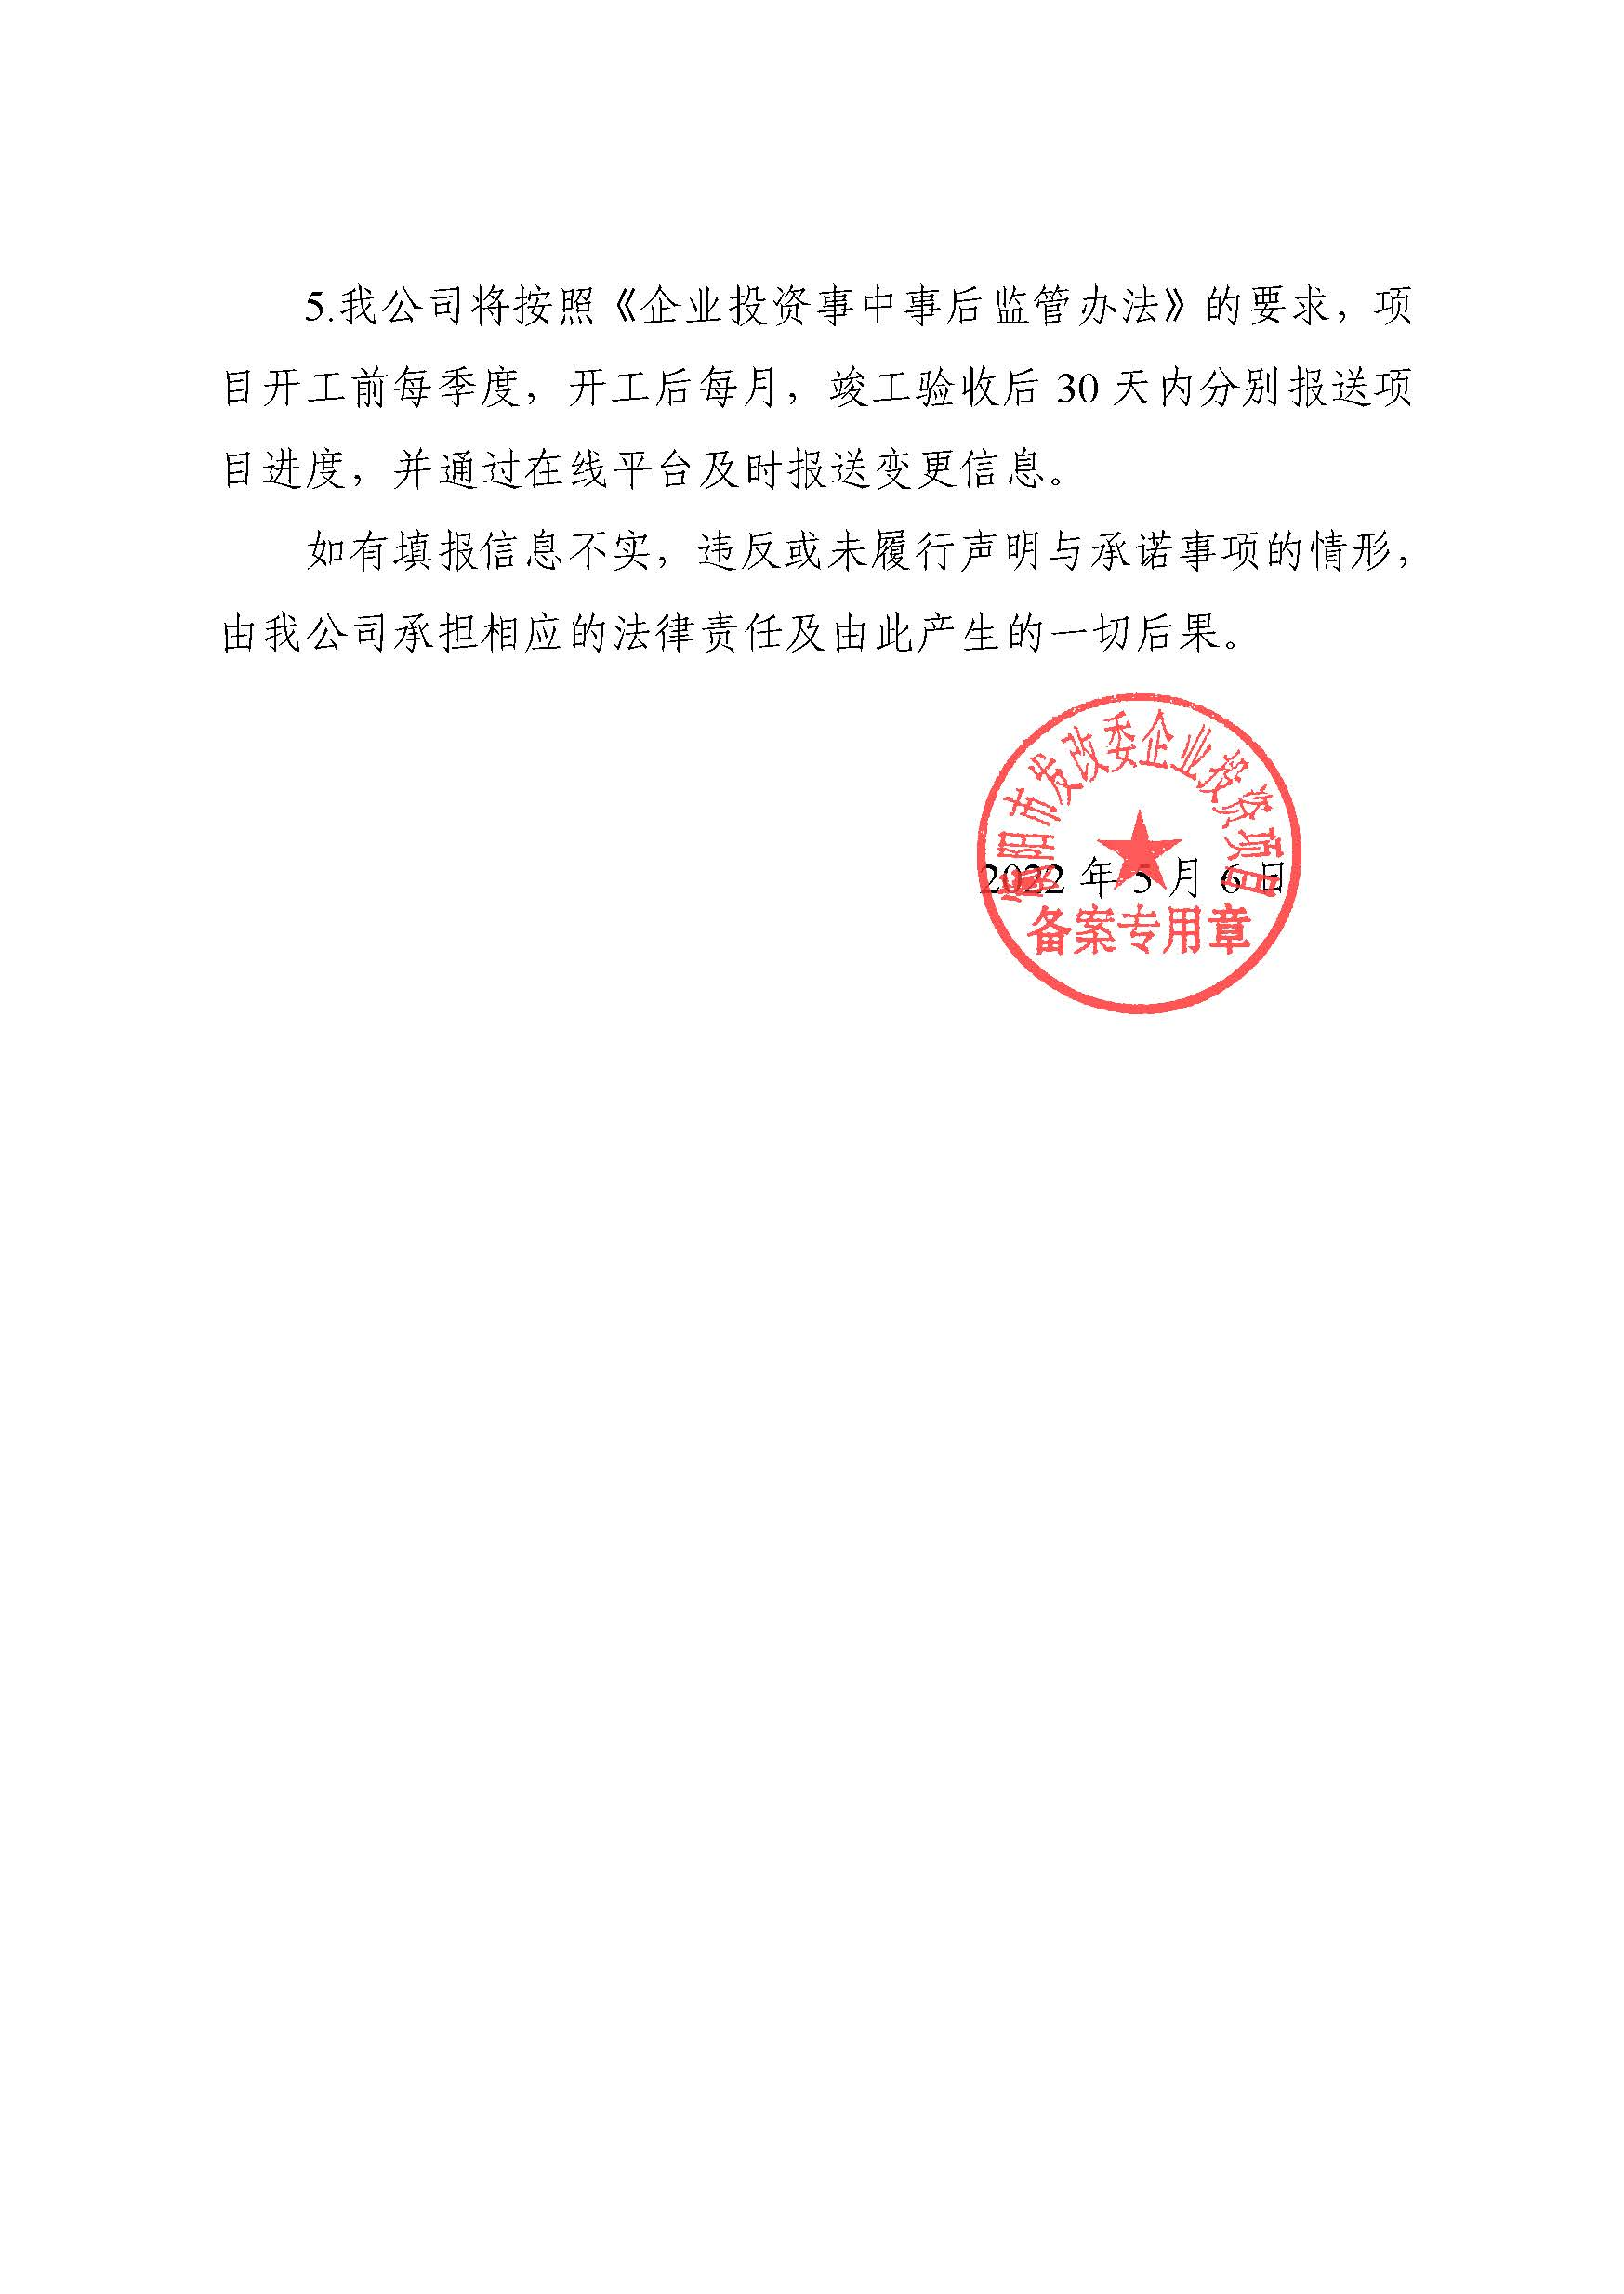 5.我公司将按照《企业投资事中事后监管办法》的要求，项
目开工前每季度，开工后每月，竣工验收后 30 天内分别报送项
目进度，并通过在线平台及时报送变更信息。
如有填报信息不实，违反或未履行声明与承诺事项的情形，
由我公司承担相应的法律责任及由此产生的一切后果。
阳市发改委企业投资项目
2022 年 5 月 6 日
备案专用章